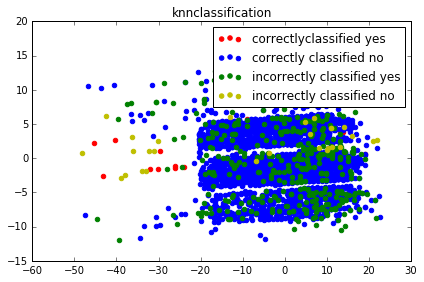 knnclassification
correctlyclassified yes
correctly classified no
incorrectly classified yes
incorrectly classified no
20
15
10
5
0
−5
−10
−15
−60 −50 −40 −30 −20 −10 0 10 20 30